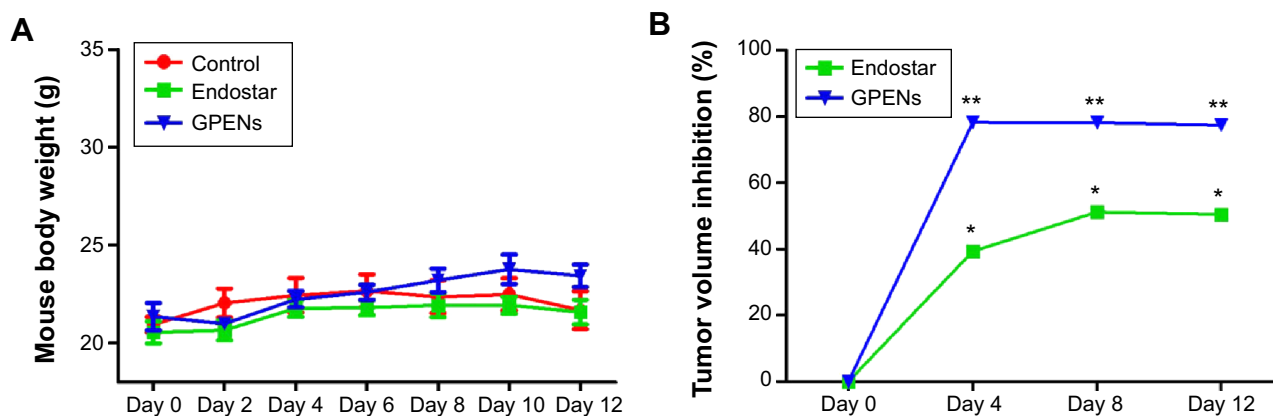 A
Mouse body weight (g)
35
30
25
20
Control
Endostar
GPENs
Day 0 Day 2 Day 4 Day 6 Day 8 Day 10 Day 12
B
Tumor volume inhibition (%)
100
80
60
40
20
0
Endostar
GPENs
** ** **
* * *
Day 0 Day 4 Day 8 Day 12